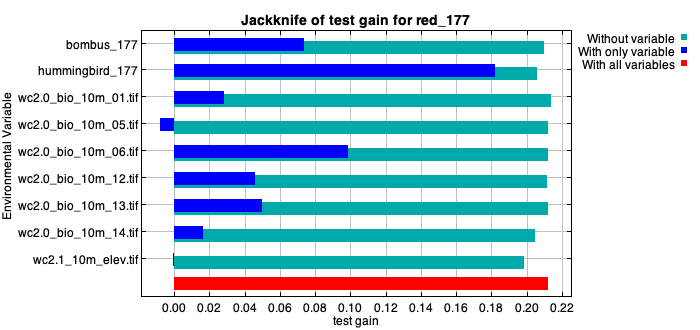 Jackknife of test gain for red_177
Without variable
With only variable
With all variables
Environmental Variable
bombus_177
hummingbird_177
wc2.0_bio_10m_01.tif
wc2.0_bio_10m_05.tif
wc2.0_bio_10m_06.tif
wc2.0_bio_10m_12.tif
wc2.0_bio_10m_13.tif
wc2.0_bio_10m_14.tif
wc2.1_10m_elev.tif
0.00 0.02 0.04 0.06 0.08 0.10 0.12 0.14 0.16 0.18 0.20 0.22
test gain